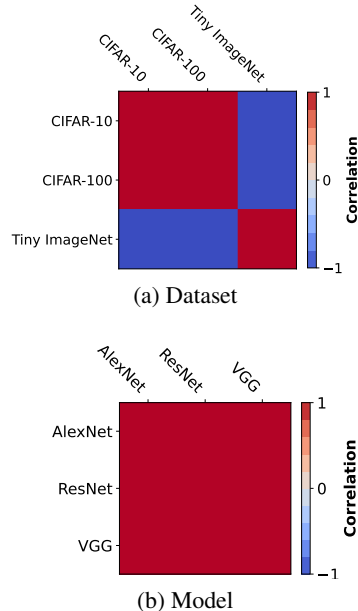 CIFAR-10
CIFAR-100
Tiny ImageNet
CIFAR-10
CIFAR-100
Tiny ImageNet
1
0
−1
Correlation
(a) Dataset
AlexNet
ResNet
VGG
AlexNet
ResNet
VGG
1
0
−1
Correlation
(b) Model